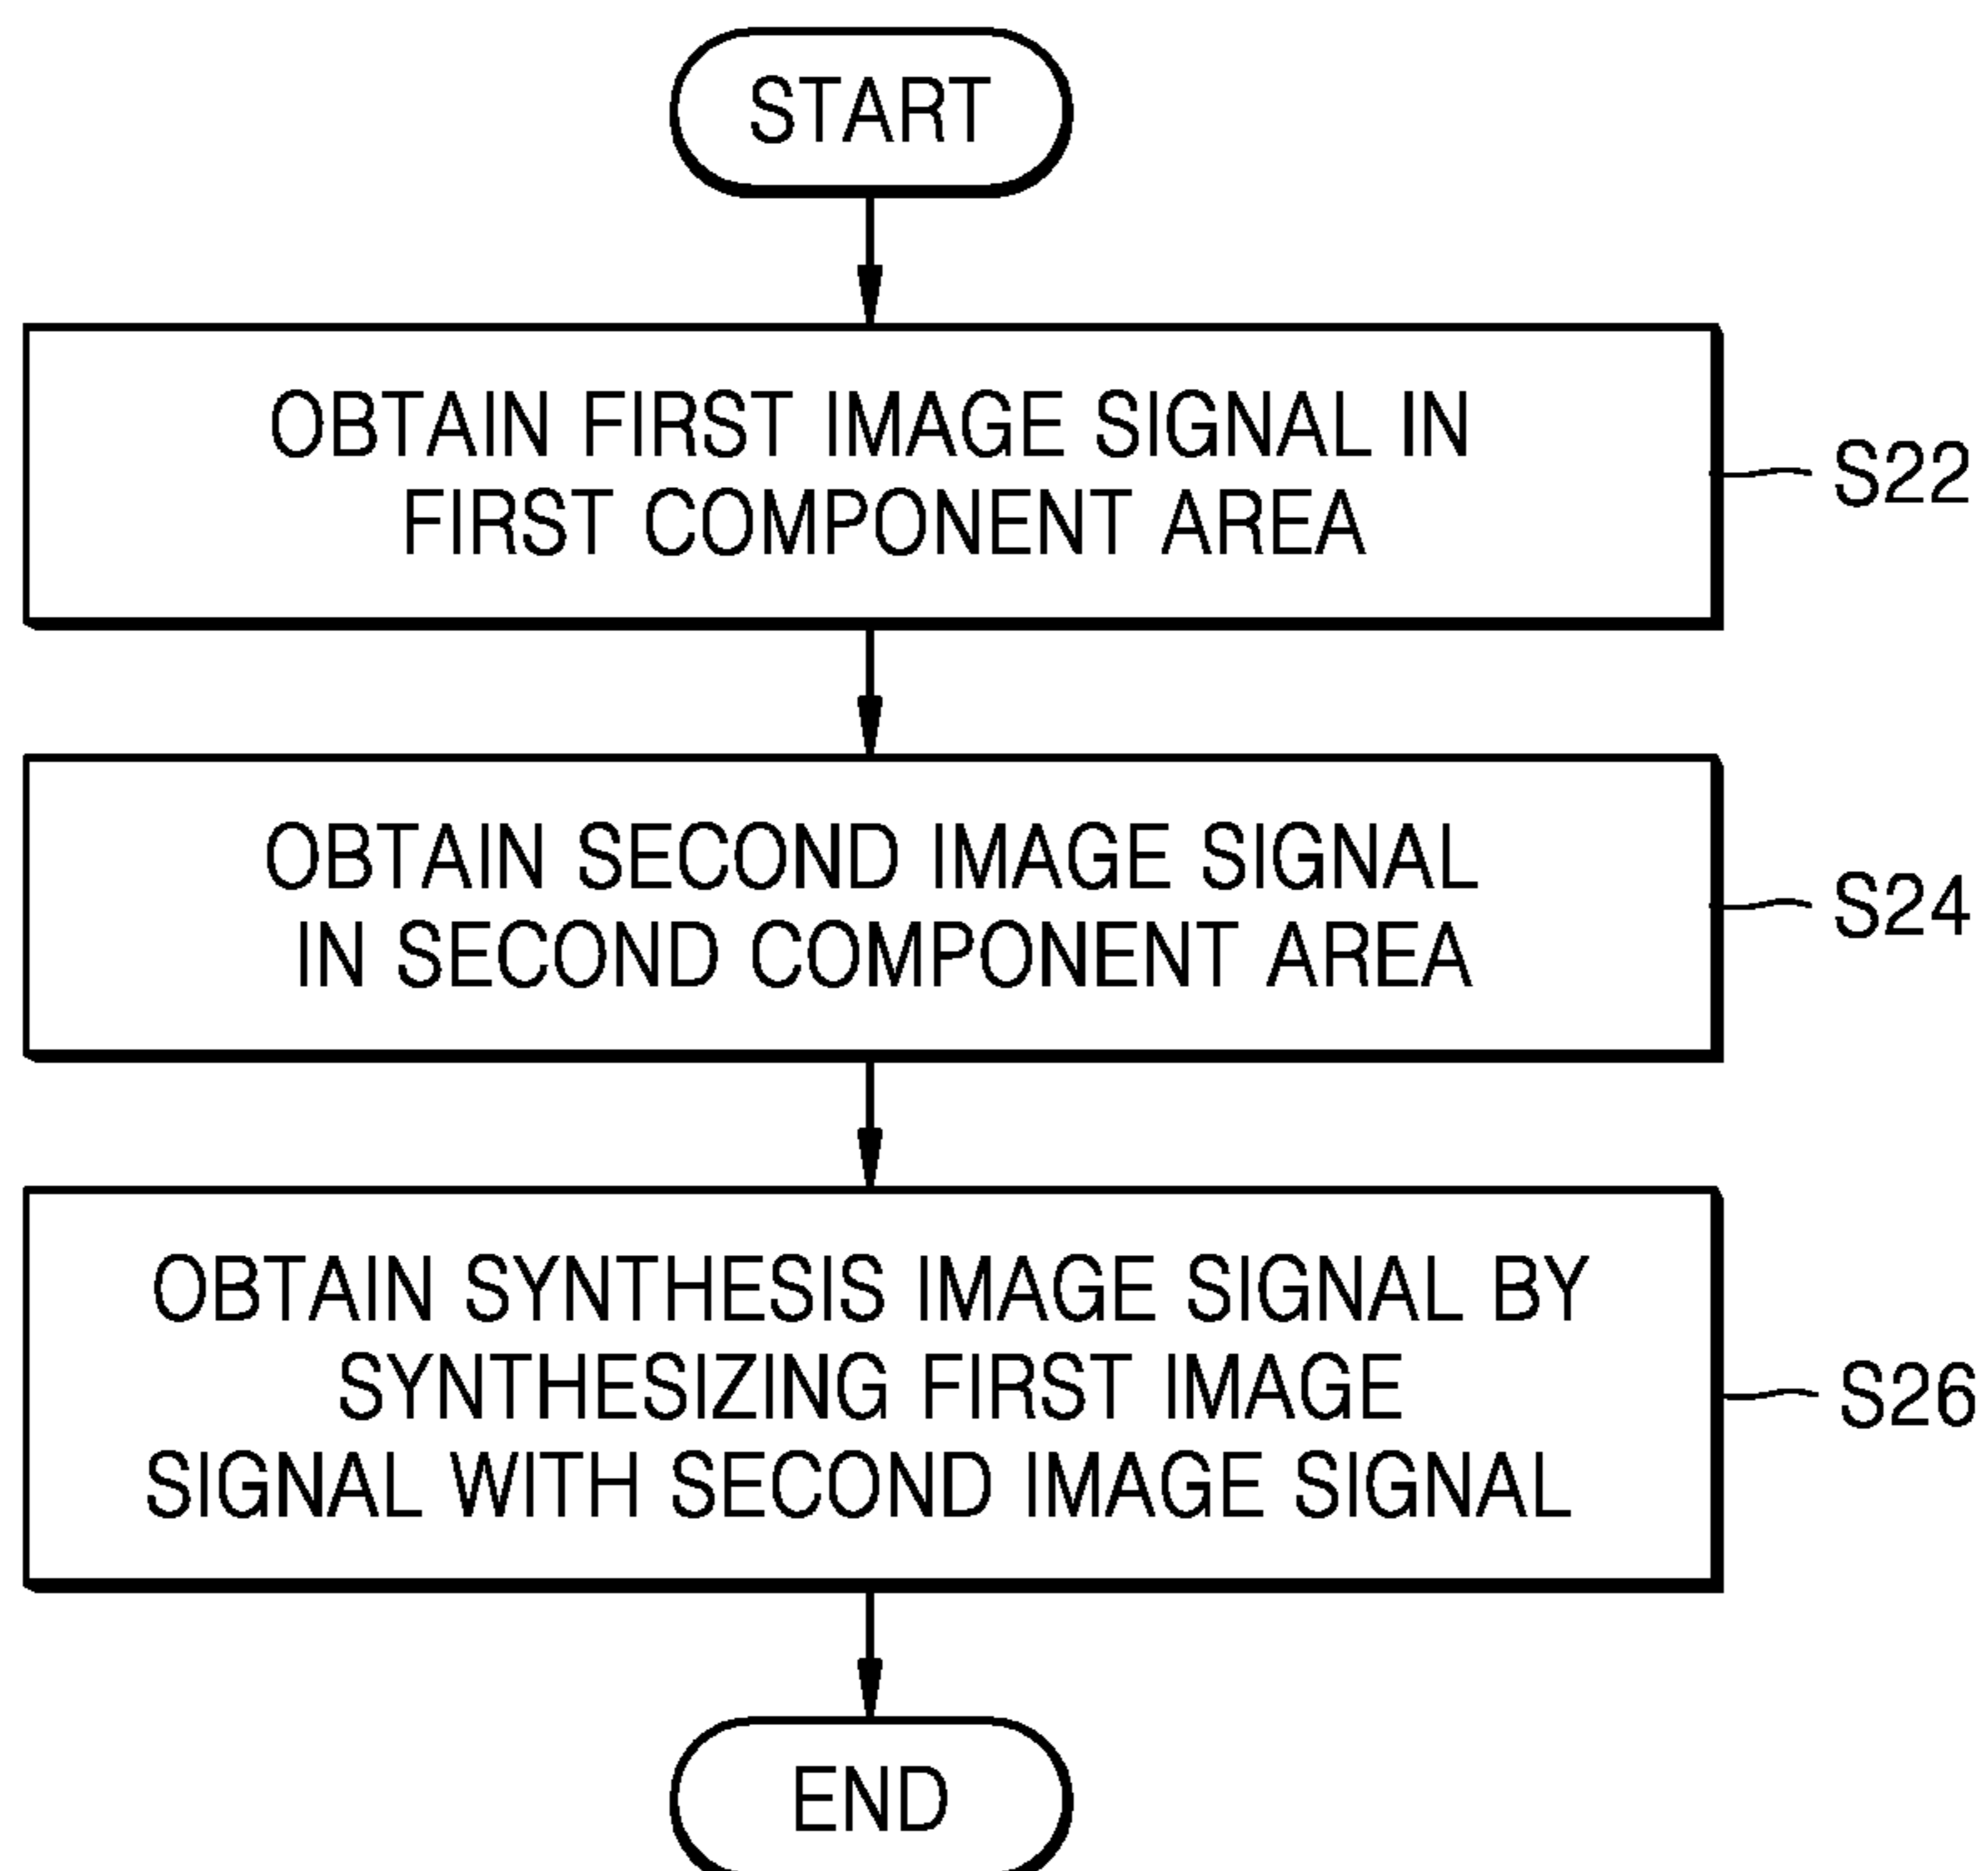 START
OBTAIN FIRST IMAGE SIGNAL IN
FIRST COMPONENT AREA
S22
OBTAIN SECOND IMAGE SIGNAL
IN SECOND COMPONENT AREA
S24
OBTAIN SYNTHESIS IMAGE SIGNAL BY
SYNTHESIZING FIRST IMAGE
SIGNAL WITH SECOND IMAGE SIGNAL
S26
END